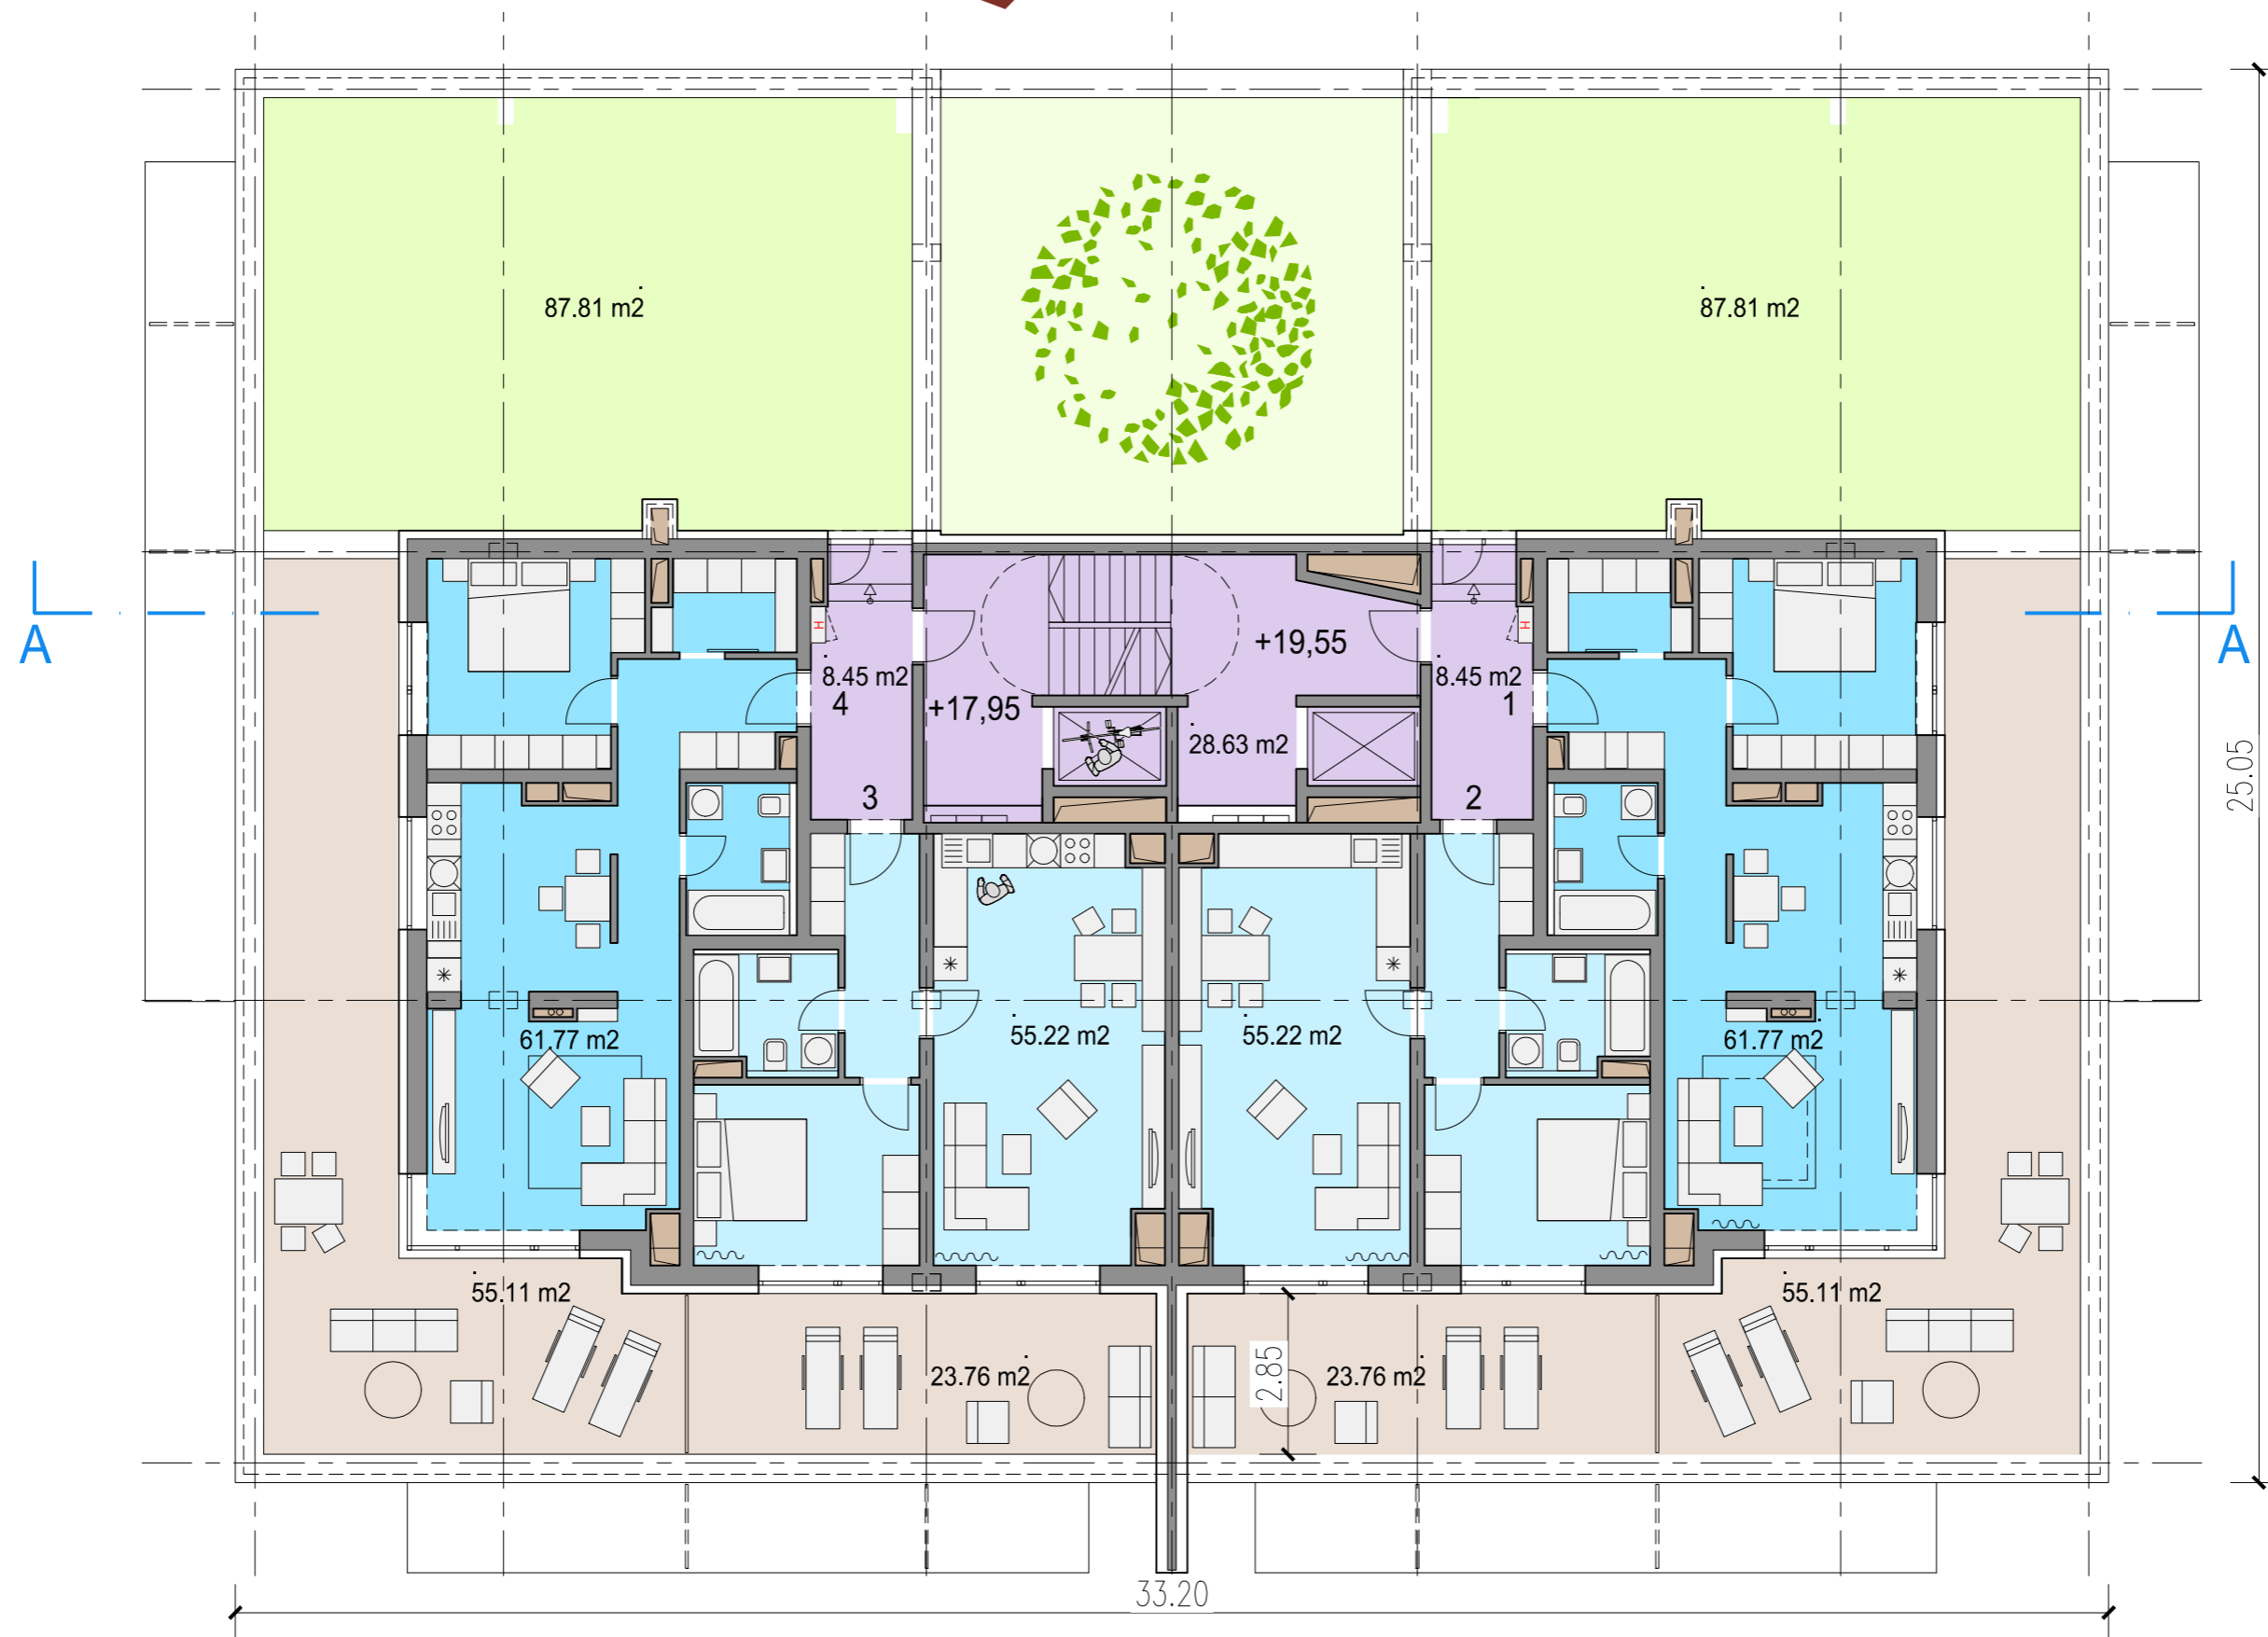 87.81 m2
87.81 m2
A
A
H
H
+19,55
8.45 m2
8.45 m2
4
+17,95
1
28.63 m2
25.05
3
2
61.77 m2
55.22 m2
55.22 m2
61.77 m2
55.11 m2
55.11 m2
23.76 m2
2.85
23.76 m2
33.20